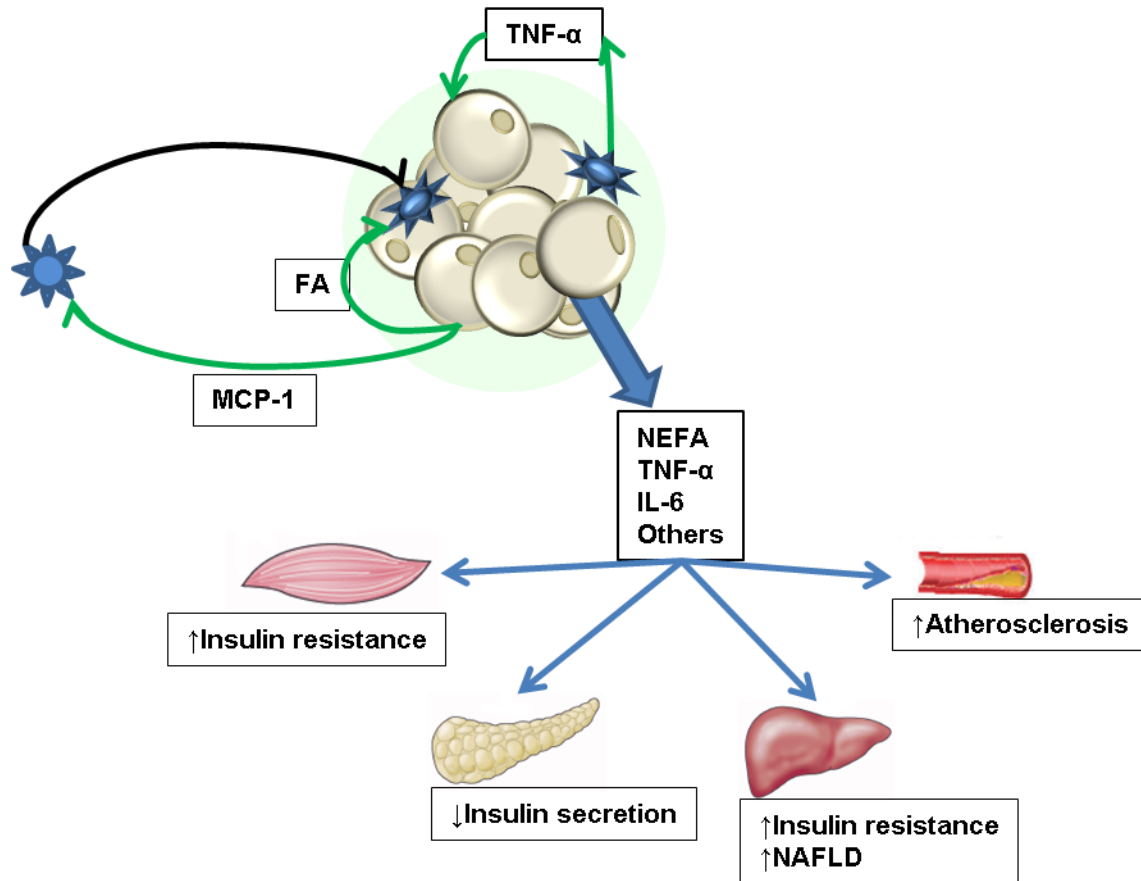 TNF-α
FA
MCP-1
NEFA
TNF-α
IL-6
Others
↑Insulin resistance
↑Atherosclerosis
↓Insulin secretion
↑Insulin resistance
↑NAFLD